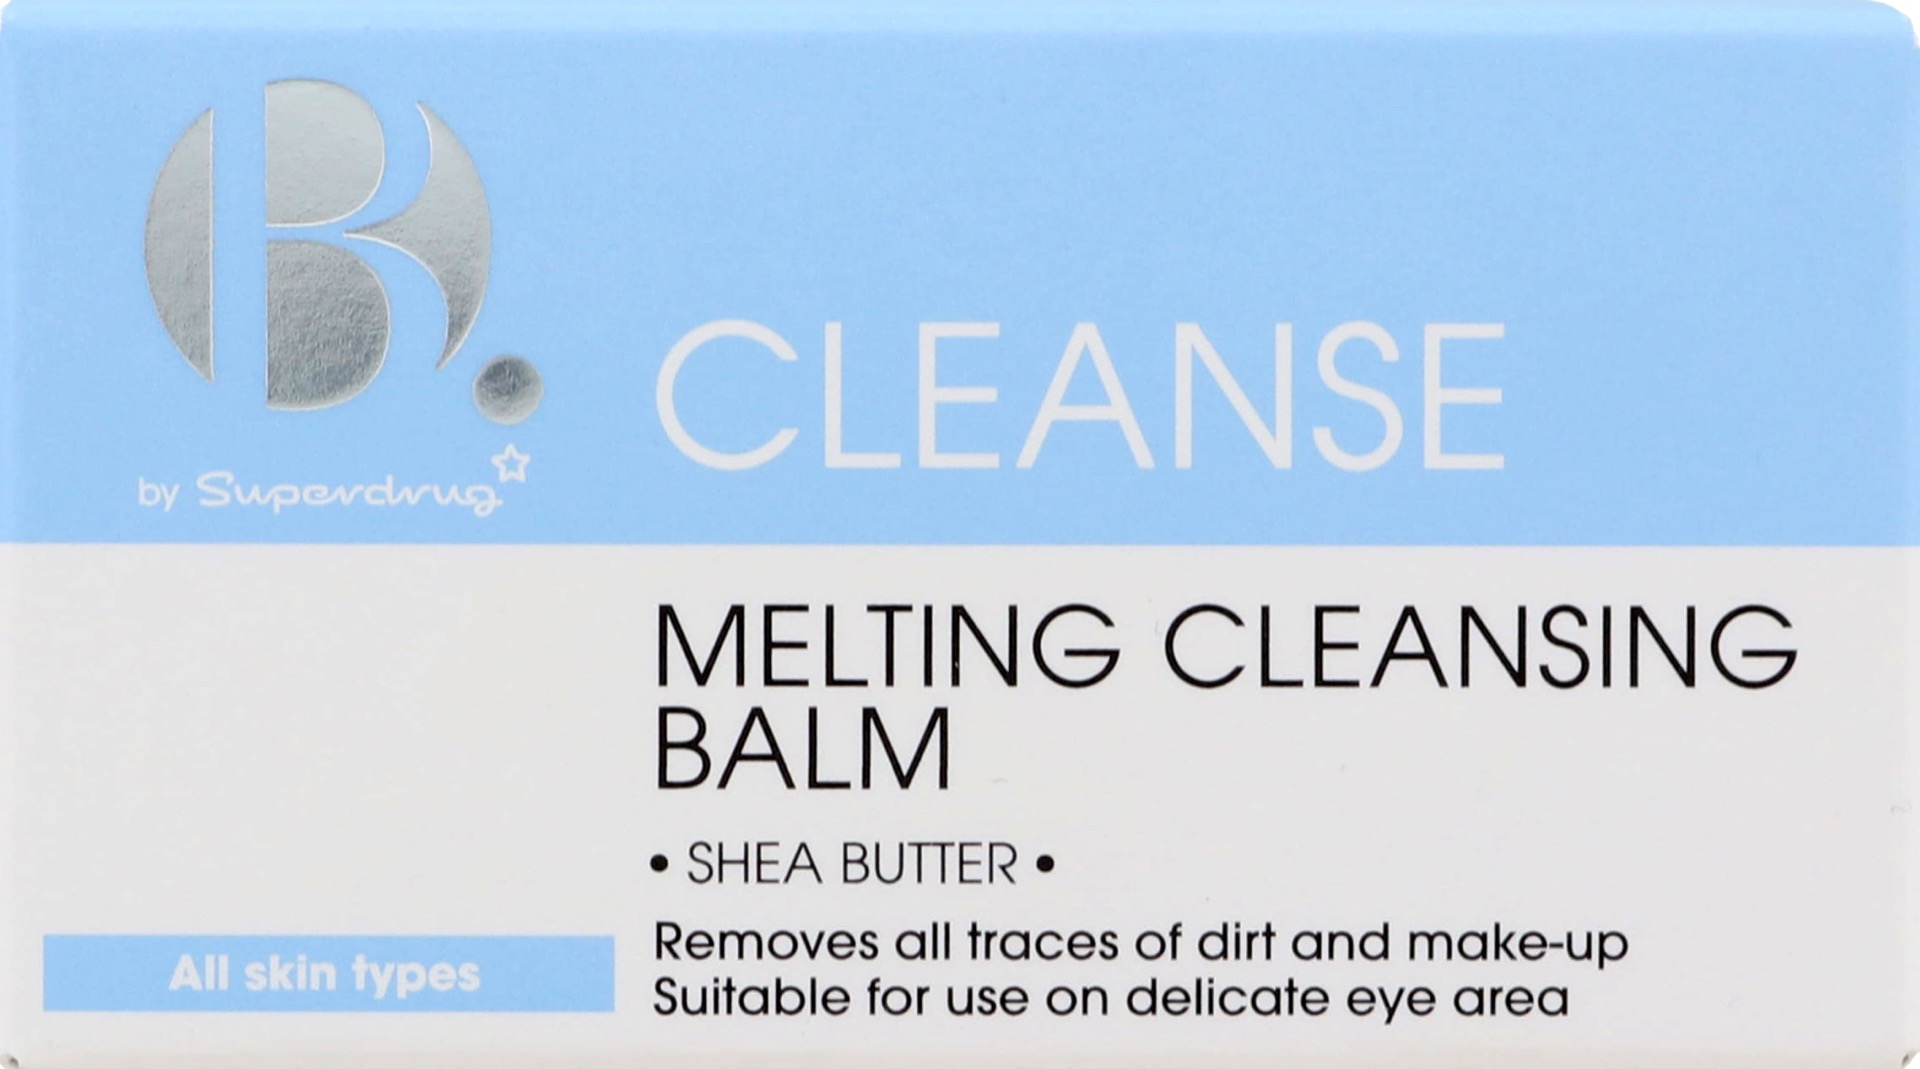 B.
by Superdrug
CLEANSE
MELTING CLEANSING
BALM
• SHEA BUTTER •
All skin types
Removes all traces of dirt and make-up
Suitable for use on delicate eye area